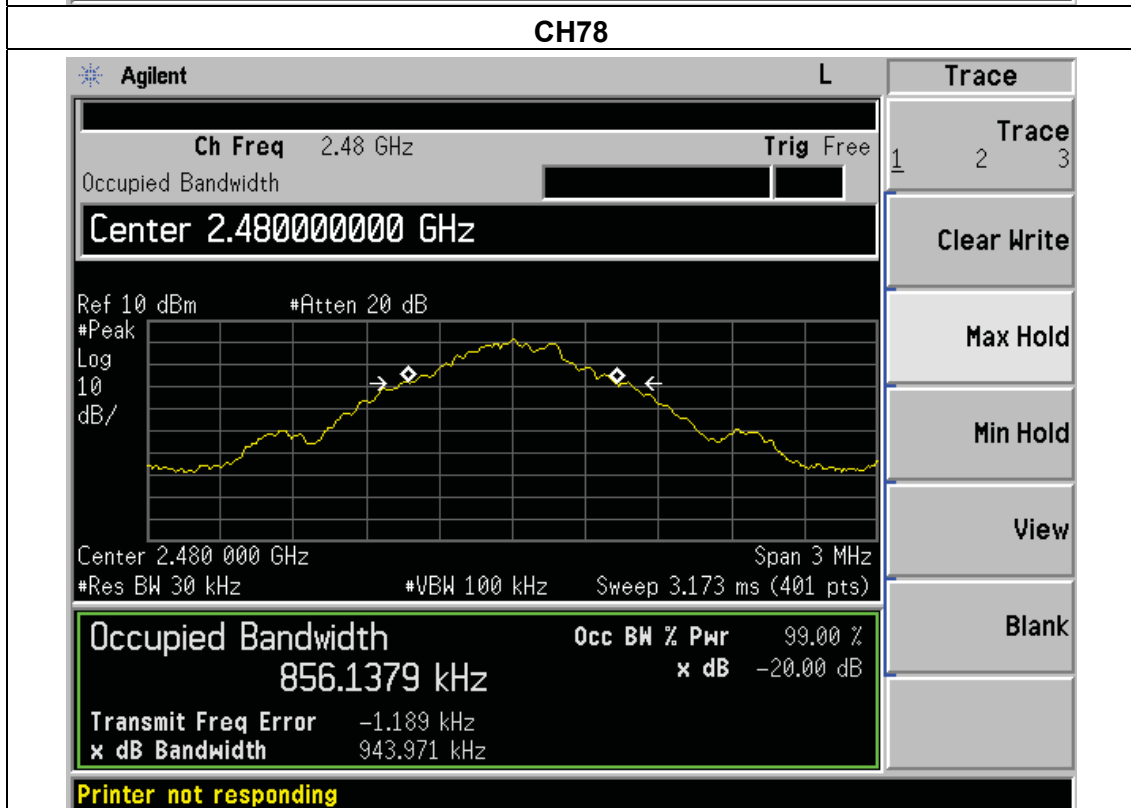 CH78
Agilent L Trace
Ch Freq 2.48 GHz Trig Free
Occupied Bandwidth
Center 2.480000000 GHz
Ref 10 dBm #Atten 20 dB
#Peak
Log
10
dB/
Center 2.480 000 GHz Span 3 MHz
#Res BW 30 kHz #VBW 100 kHz Sweep 3.173 ms (401 pts)
Occupied Bandwidth Occ BW % Pwr 99.00 %
856.1379 kHz x dB -20.00 dB
Transmit Freq Error -1.189 kHz
x dB Bandwidth 943.971 kHz
Printer not responding
Trace
1 2 3
Clear Write
Max Hold
Min Hold
View
Blank